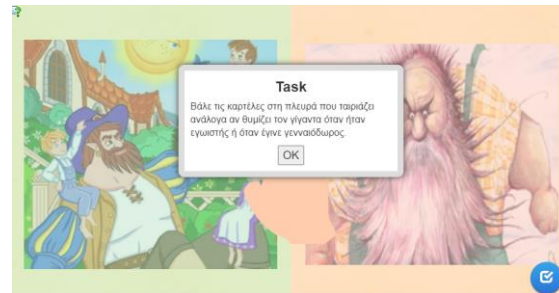 Task
Βάλε τις καρτέλες στη πλευρά που ταιριάζει
ανάλογα αν θυμίζει τον γίγαντα όταν ήταν
εγωιστής ή όταν έγινε γενναιόδωρος.
OK